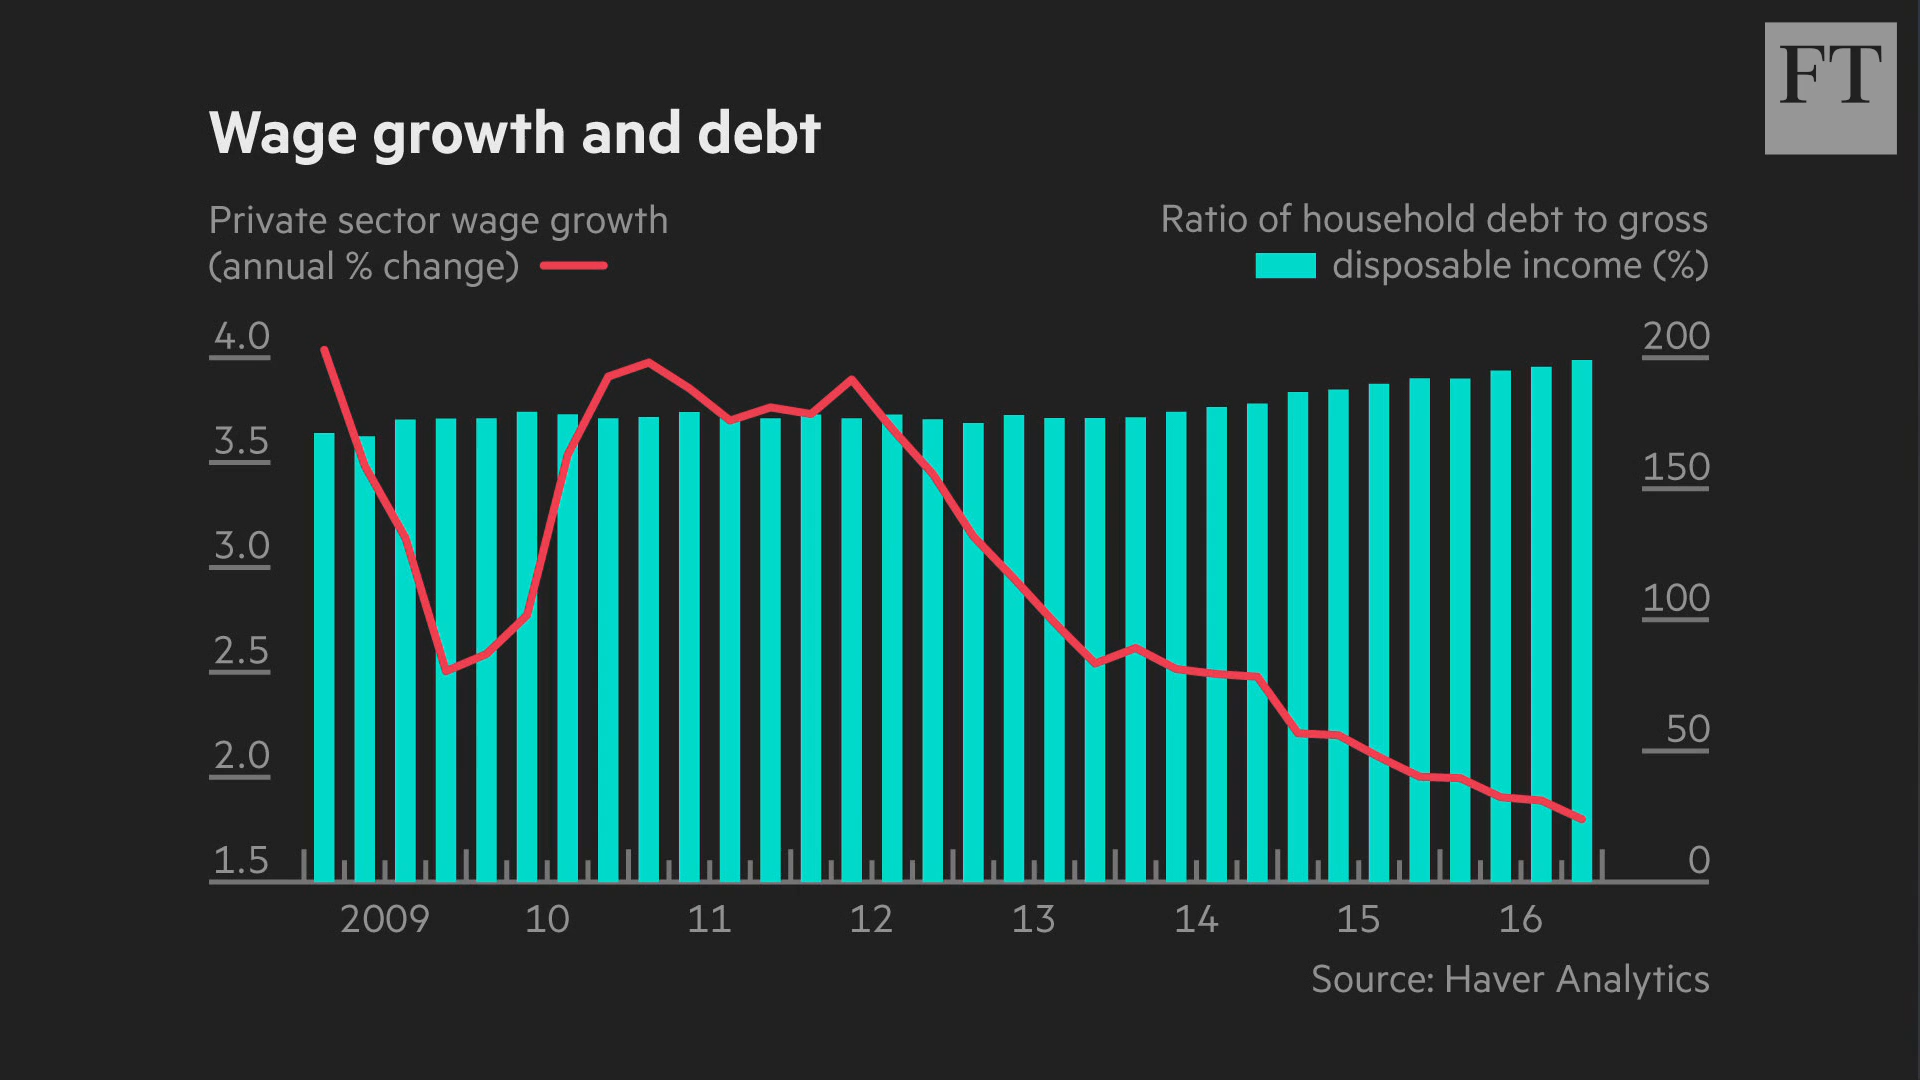 FT
Wage growth and debt
Private sector wage growth
(annual % change)
Ratio of household debt to gross
disposable income (%)
4.0
3.5
3.0
2.5
2.0
1.5
200
150
100
50
0
2009 10 11 12 13 14 15 16
Source: Haver Analytics